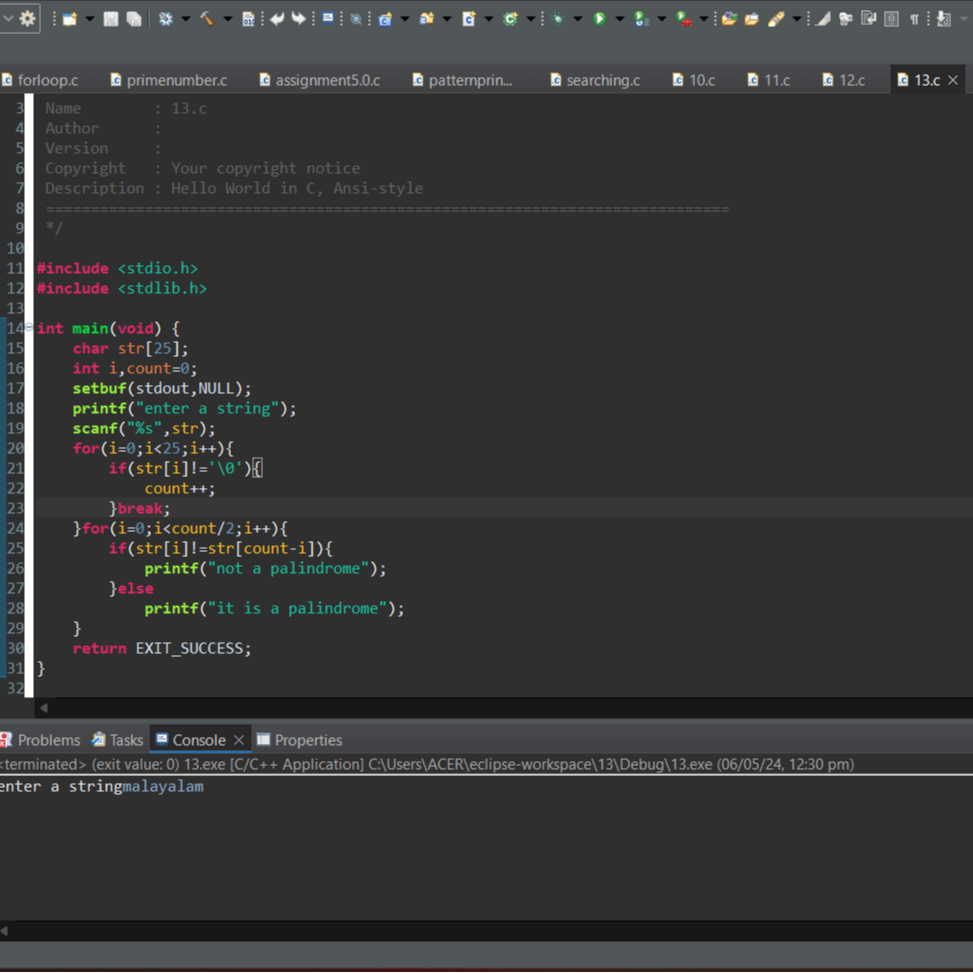 forloop.c primenumber.c assignment5.0.c patternprin... searching.c 10.c 11.c 12.c 13.c
3 Name : 13.c
4 Author :
5 Version :
6 Copyright : Your copyright notice
7 Description : Hello World in C, Ansi-style
8 ============================================================================
9 */
10
11 #include <stdio.h>
12 #include <stdlib.h>
13
14 int main(void) {
15 char str[25];
16 int i,count=0;
17 setbuf(stdout,NULL);
18 printf("enter a string");
19 scanf("%s",str);
20 for(i=0;i<25;i++){
21 if(str[i]!='\0'){
22 count++;
23 }break;
24 }for(i=0;i<count/2;i++){
25 if(str[i]!=str[count-i]){
26 printf("not a palindrome");
27 }else
28 printf("it is a palindrome");
29 }
30 return EXIT_SUCCESS;
31 }
32
Problems Tasks Console Properties
<terminated> (exit value: 0) 13.exe [C/C++ Application] C:\Users\ACER\eclipse-workspace\13\Debug\13.exe (06/05/24, 12:30 pm)
enter a stringmalayalam